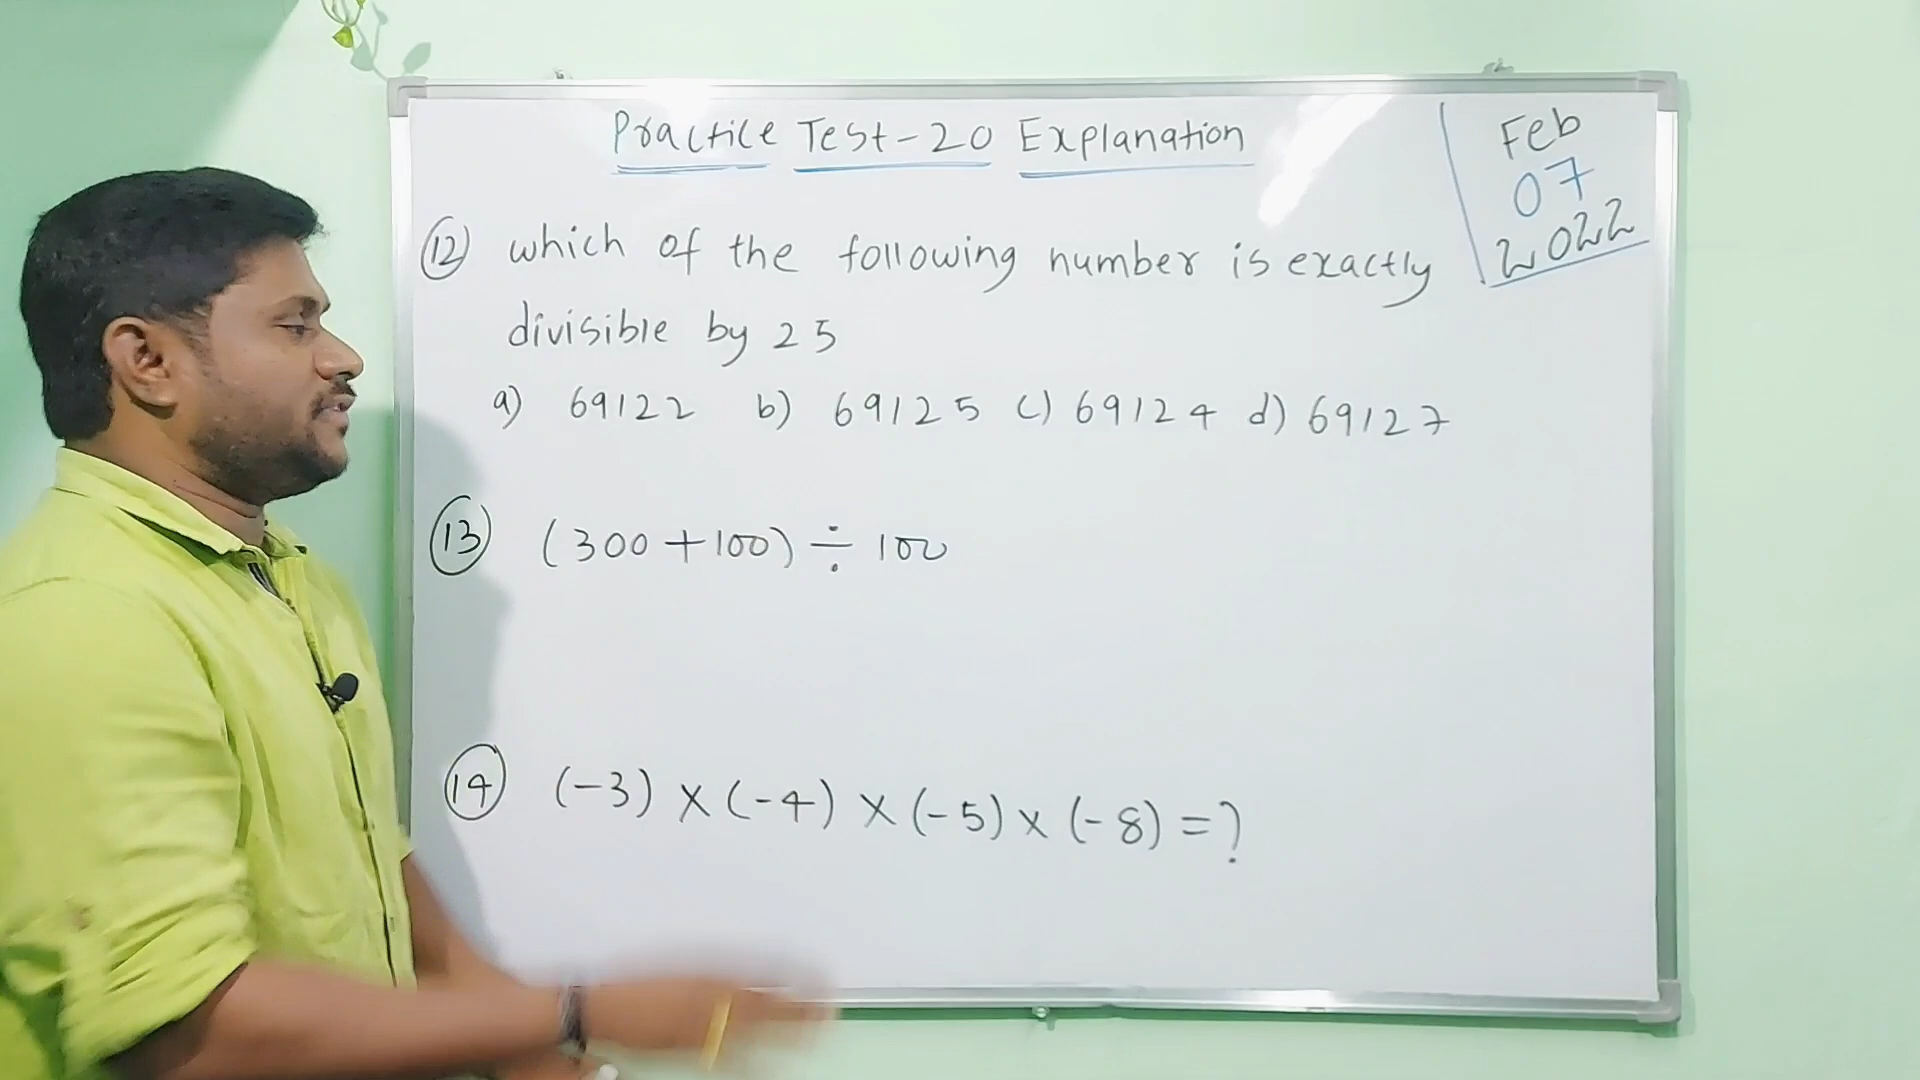 Practice Test-20 Explanation
Feb
07
2022
12 which of the following number is exactly
divisible by 25
a) 69122 b) 69125 c) 69124 d) 69127
13 (300+100) ÷ 100
14 (-3) x (-4) x (-5) x (-8) = ?